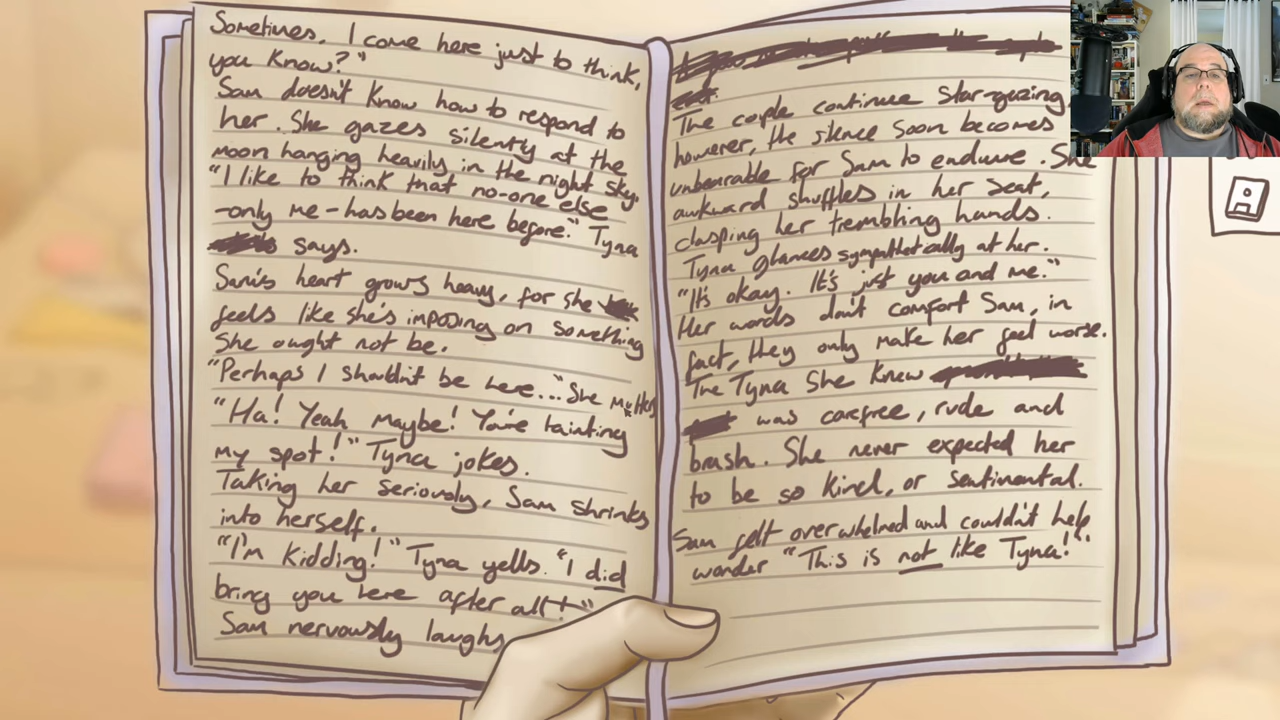 Sometimes, I come here just to think,
you know?"
Sam doesn't know how to respond to
her. She gazes silently at the
moon hanging heavily in the night sky.
"I like to think that no-one else
-only me-has been here before." Tyna
says.
Sam's heart grows heavy, for she
feels like she's imposing on something
She ought not be.
"Perhaps I shouldn't be here..." She mutters
"Ha! Yeah maybe! You're tainting
my spot!" Tyna jokes.
Taking her seriously, Sam shrinks
into herself.
"I'm kidding!" Tyna yells. "I did
bring you here after all!"
Sam nervously laughs
The couple continue star-gazing,
however, the silence soon becomes
unbearable for Sam to endure. She
awkward shuffles in her seat,
clasping her trembling hands.
Tyna glances sympathetically at her.
"It's okay. It's just you and me."
Her words don't comfort Sam, in
fact, they only make her feel worse.
The Tyna She knew
was carefree, rude and
brash. She never expected her
to be so kind, or sentimental.
Sam felt overwhelmed and couldn't help
wonder "This is not like Tyna!"